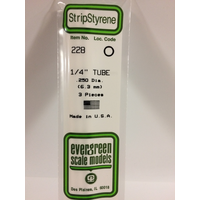 StripStyrene
Item No. Loc. Code
228
1/4" TUBE
.250 Dia.
(6.3 mm)
3 Pieces
Made in U.S.A.
evergreen
scale models
Des Plaines, IL 60018